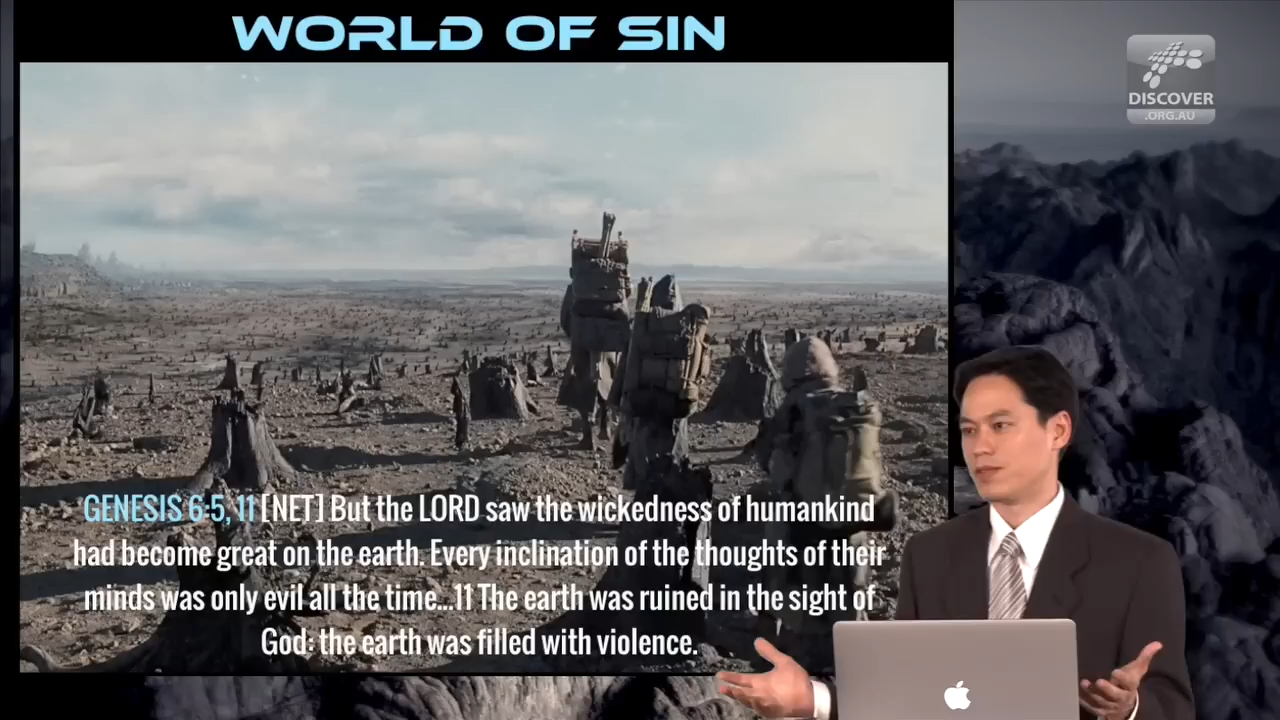 WORLD OF SIN
DISCOVER
.ORG.AU
GENESIS 6:5, 11 [NET] But the LORD saw the wickedness of humankind
had become great on the earth. Every inclination of the thoughts of their
minds was only evil all the time...11 The earth was ruined in the sight of
God: the earth was filled with violence.